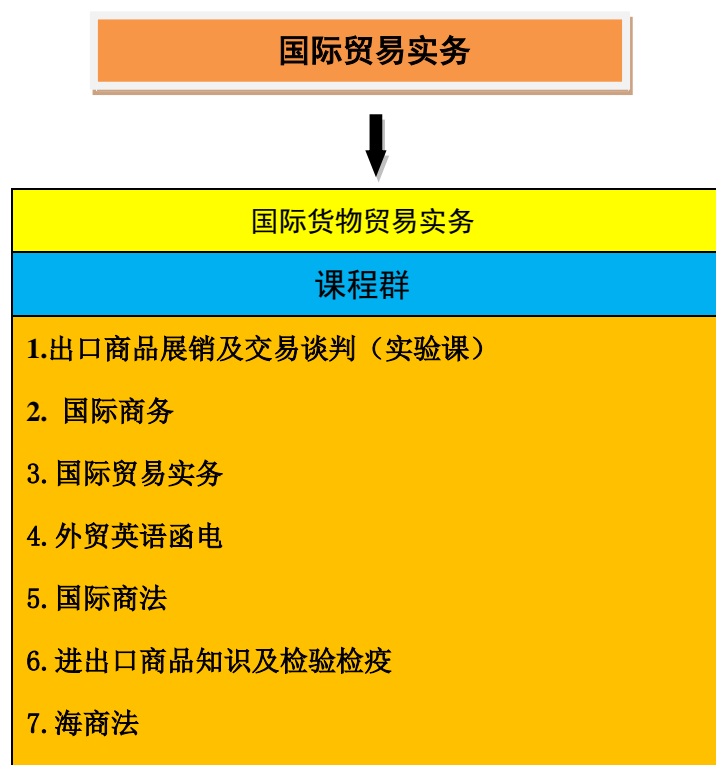 国际贸易实务
国际货物贸易实务
课程群
1.出口商品展销及交易谈判（实验课）
2. 国际商务
3.国际贸易实务
4.外贸英语函电
5.国际商法
6.进出口商品知识及检验检疫
7.海商法